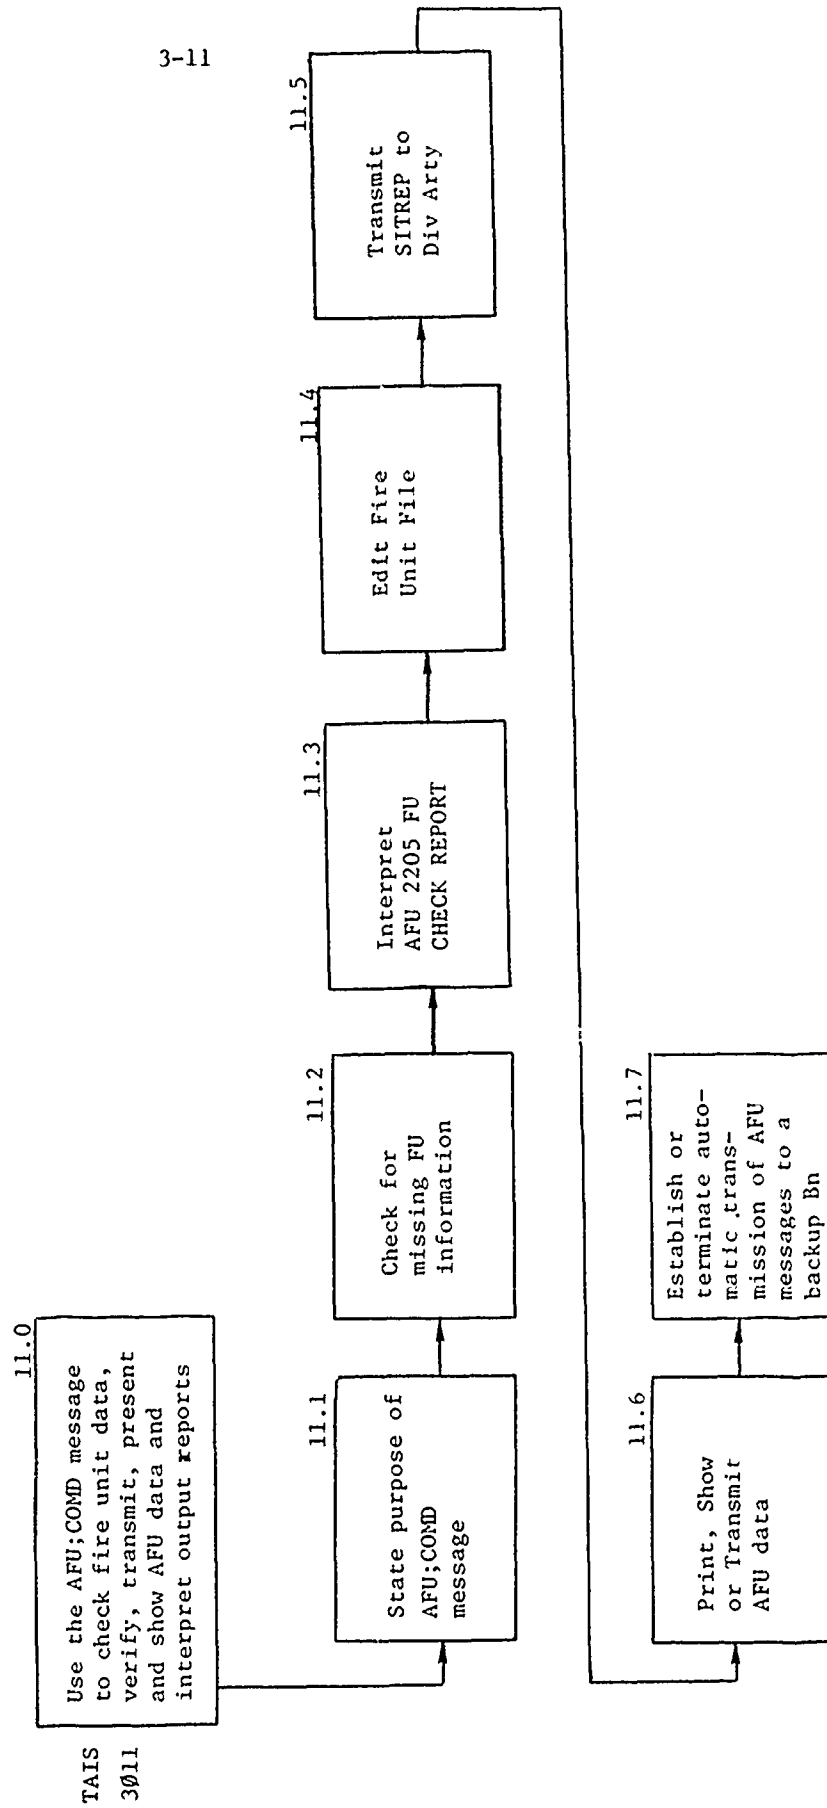 3-11
TAIS
3Ø11
11.0
Use the AFU;COMD message
to check fire unit data,
verify, transmit, present
and show AFU data and
interpret output reports
11.1
State purpose of
AFU;COMD
message
11.2
Check for
missing FU
information
11.3
Interpret
AFU 2205 FU
CHECK REPORT
11.4
Edit Fire
Unit File
11.5
Transmit
SITREP to
Div Arty
11.6
Print, Show
or Transmit
AFU data
11.7
Establish or
terminate auto-
matic trans-
mission of AFU
messages to a
backup Bn